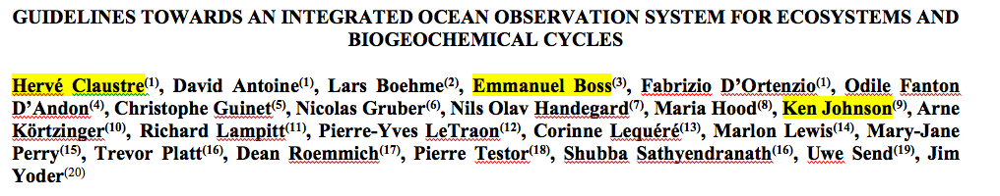 GUIDELINES TOWARDS AN INTEGRATED OCEAN OBSERVATION SYSTEM FOR ECOSYSTEMS AND
BIOGEOCHEMICAL CYCLES
Hervé Claustre(1), David Antoine(1), Lars Boehme(2), Emmanuel Boss(3), Fabrizio D'Ortenzio(1), Odile Fanton
D'Andon(4), Christophe Guinet(5), Nicolas Gruber(6), Nils Olav Handegard(7), Maria Hood(8), Ken Johnson(9), Arne
Körtzinger(10), Richard Lampitt(11), Pierre-Yves LeTraon(12), Corinne Lequéré(13), Marlon Lewis(14), Mary-Jane
Perry(15), Trevor Platt(16), Dean Roemmich(17), Pierre Testor(18), Shubba Sathyendranath(16), Uwe Send(19), Jim
Yoder(20)